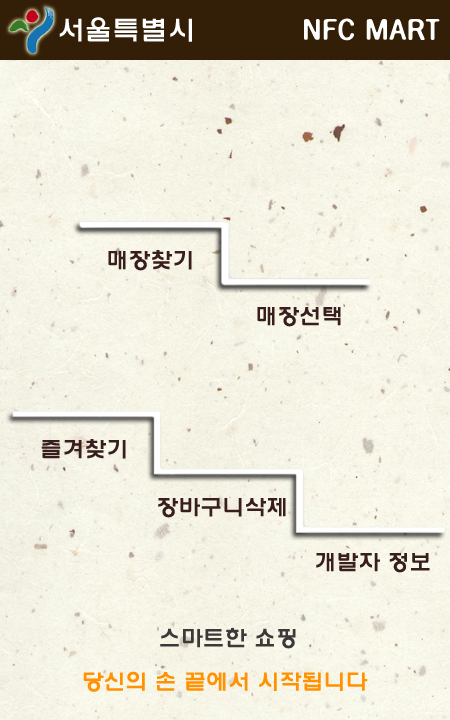 서울특별시 NFC MART
매장찾기
매장선택
즐겨찾기
장바구니삭제
개발자 정보
스마트한 쇼핑
당신의 손 끝에서 시작됩니다